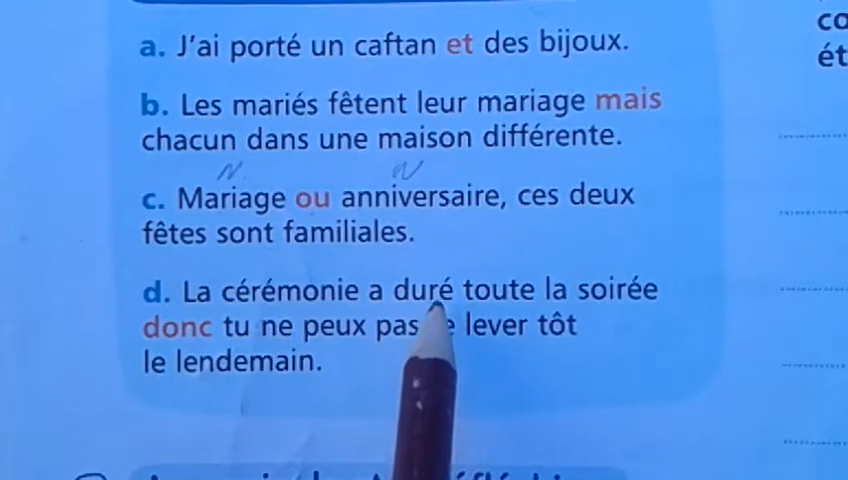 a. J'ai porté un caftan et des bijoux.
b. Les mariés fêtent leur mariage mais
chacun dans une maison différente.
N. N
c. Mariage ou anniversaire, ces deux
fêtes sont familiales.
d. La cérémonie a duré toute la soirée
donc tu ne peux pas lever tôt
le lendemain.
co
ét